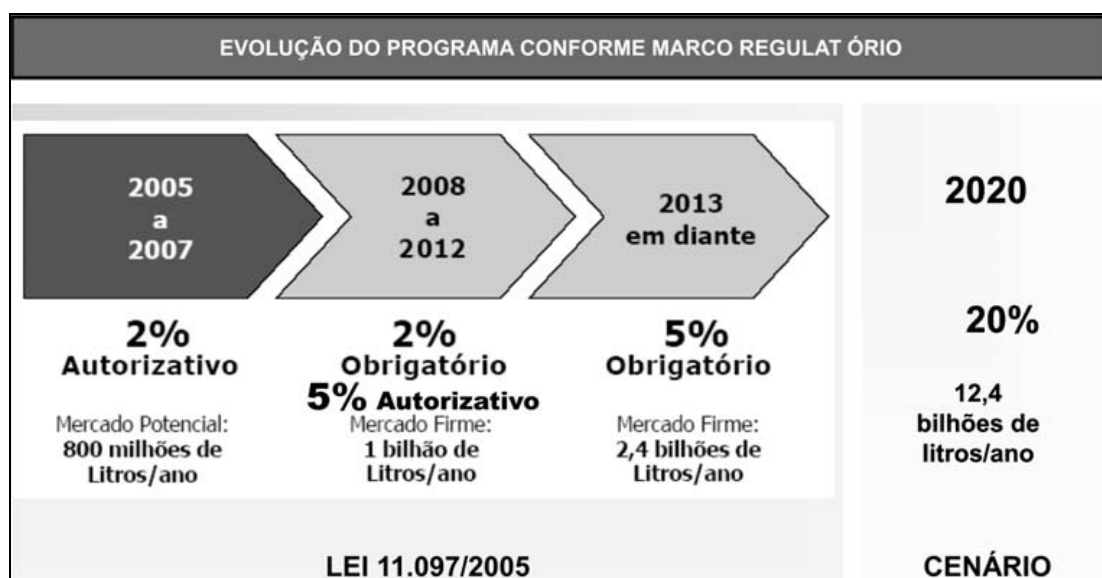 EVOLUÇÃO DO PROGRAMA CONFORME MARCO REGULAT ÓRIO
2005
a
2007
2008
a
2012
2013
em diante
2020
2%
Autorizativo
Mercado Potencial:
800 milhões de
Litros/ano
2%
Obrigatório
5% Autorizativo
Mercado Firme:
1 bilhão de
Litros/ano
5%
Obrigatório
Mercado Firme:
2,4 bilhões de
Litros/ano
20%
12,4
bilhões de
litros/ano
LEI 11.097/2005
CENÁRIO